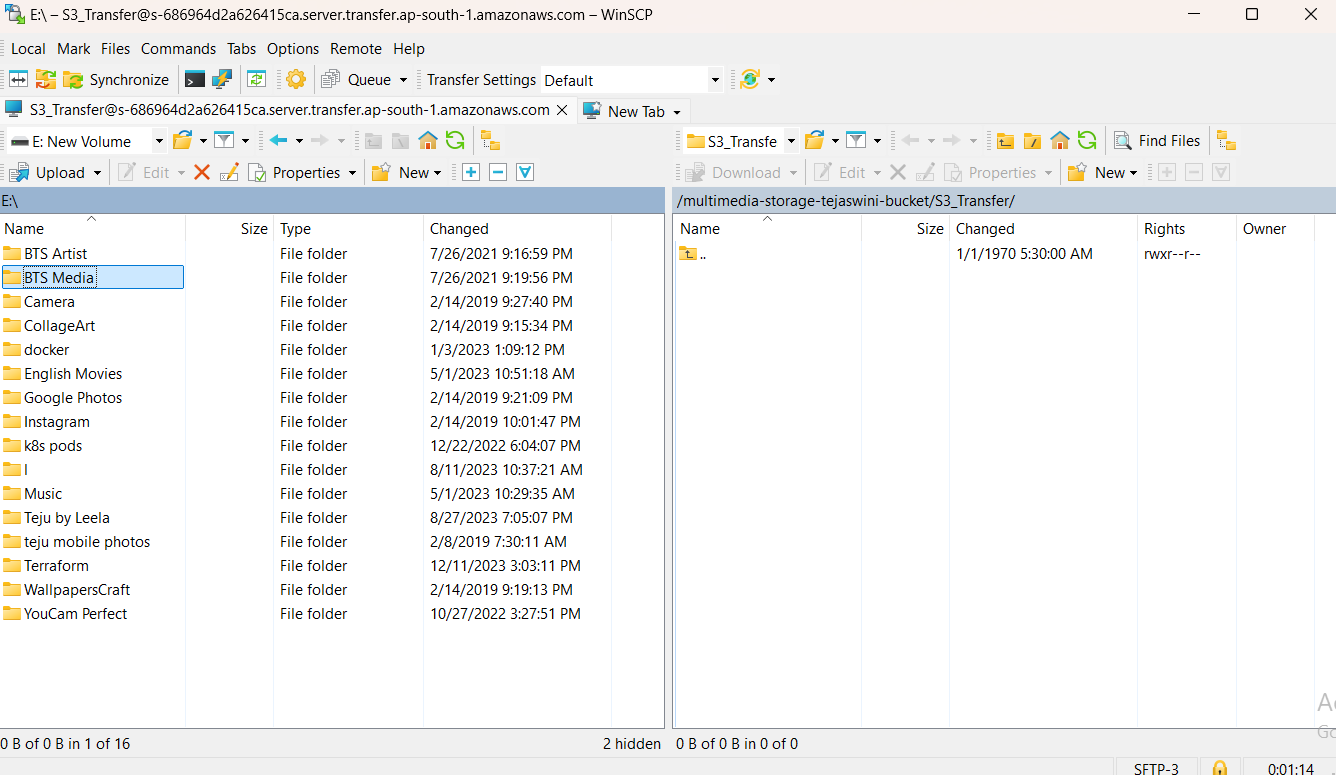 E:\ – S3_Transfer@s-686964d2a626415ca.server.transfer.ap-south-1.amazonaws.com – WinSCP
Local Mark Files Commands Tabs Options Remote Help
Synchronize Queue Transfer Settings Default
S3_Transfer@s-686964d2a626415ca.server.transfer.ap-south-1.amazonaws.com New Tab
E: New Volume
Upload Edit Properties New
E:\
Name Size Type Changed
BTS Artist File folder 7/26/2021 9:16:59 PM
BTS Media File folder 7/26/2021 9:19:56 PM
Camera File folder 2/14/2019 9:27:40 PM
CollageArt File folder 2/14/2019 9:15:34 PM
docker File folder 1/3/2023 1:09:12 PM
English Movies File folder 5/1/2023 10:51:18 AM
Google Photos File folder 2/14/2019 9:21:09 PM
Instagram File folder 2/14/2019 10:01:47 PM
k8s pods File folder 12/22/2022 6:04:07 PM
l File folder 8/11/2023 10:37:21 AM
Music File folder 5/1/2023 10:29:35 AM
Teju by Leela File folder 8/27/2023 7:05:07 PM
teju mobile photos File folder 2/8/2019 7:30:11 AM
Terraform File folder 12/11/2023 3:03:11 PM
WallpapersCraft File folder 2/14/2019 9:19:13 PM
YouCam Perfect File folder 10/27/2022 3:27:51 PM
0 B of 0 B in 1 of 16 2 hidden
S3_Transfe Find Files
Download Edit Properties New
/multimedia-storage-tejaswini-bucket/S3_Transfer/
Name Size Changed Rights Owner
.. 1/1/1970 5:30:00 AM rwxr--r--
0 B of 0 B in 0 of 0
SFTP-3 0:01:14